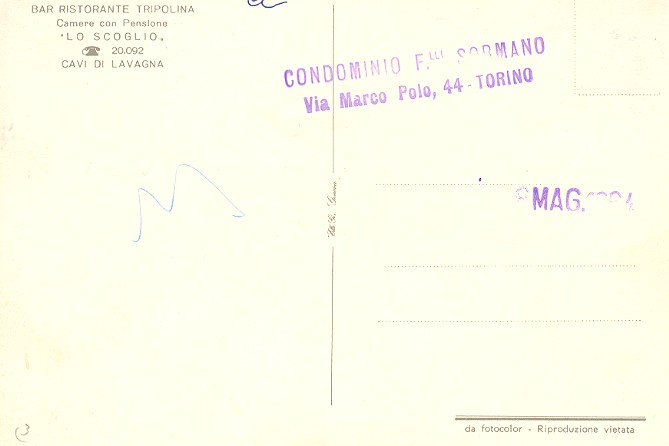 BAR RISTORANTE TRIPOLINA
Camere con Pensione
"LO SCOGLIO"
☎ 20.092
CAVI DI LAVAGNA
CONDOMINIO F.LLI SORMANO
Via Marco Polo, 44 - TORINO
MAG.
da fotocolor - Riproduzione vietata